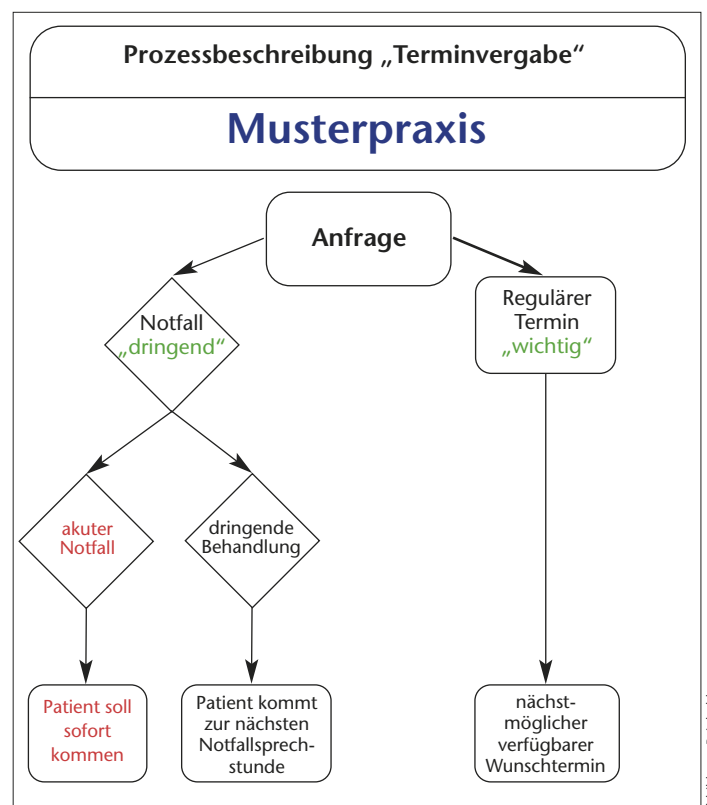 Prozessbeschreibung „Terminvergabe“
Musterpraxis
Anfrage
Notfall
„dringend“
Regulärer
Termin
„wichtig“
akuter
Notfall
dringende
Behandlung
Patient soll
sofort
kommen
Patient kommt
zur nächsten
Notfallsprech-
stunde
nächst-
möglicher
verfügbarer
Wunschtermin